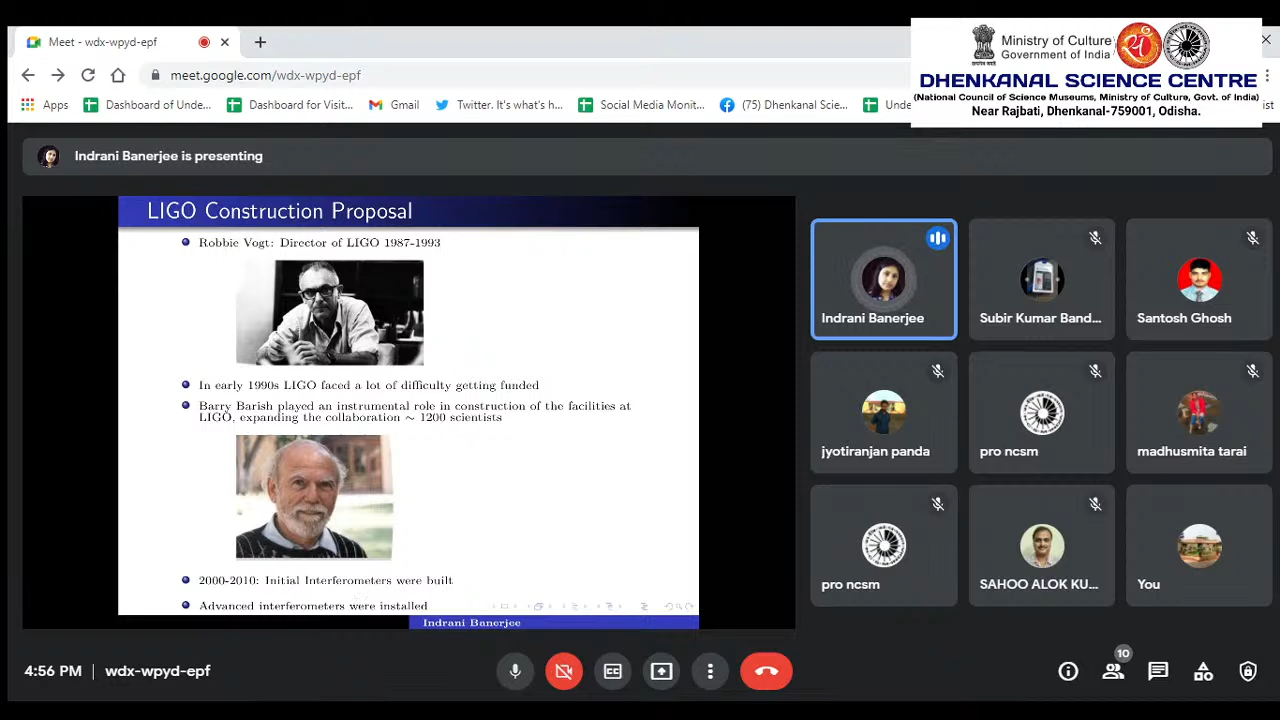 Meet - wdx-wpyd-epf
meet.google.com/wdx-wpyd-epf
Apps
Dashboard of Unde...
Dashboard for Visit...
Gmail
Twitter. It's what's h...
Social Media Monit...
(75) Dhenkanal Scie...
Unde
ist
Ministry of Culture
Government of India
DHENKANAL SCIENCE CENTRE
(National Council of Science Museums, Ministry of Culture, Govt. of India)
Near Rajbati, Dhenkanal-759001, Odisha.
Indrani Banerjee is presenting
LIGO Construction Proposal
Robbie Vogt: Director of LIGO 1987-1993
In early 1990s LIGO faced a lot of difficulty getting funded
Barry Barish played an instrumental role in construction of the facilities at
LIGO, expanding the collaboration ∼ 1200 scientists
2000-2010: Initial Interferometers were built
Advanced interferometers were installed
Indrani Banerjee
Indrani Banerjee
Subir Kumar Band...
Santosh Ghosh
jyotiranjan panda
pro ncsm
madhusmita tarai
pro ncsm
SAHOO ALOK KU...
You
4:56 PM | wdx-wpyd-epf
CC
10